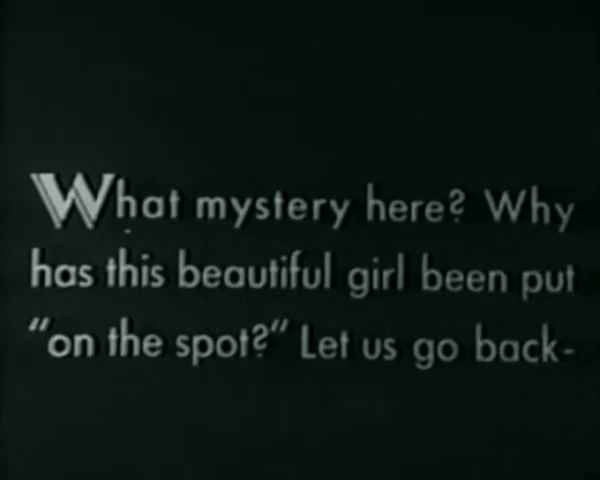 What mystery here? Why
has this beautiful girl been put
"on the spot?" Let us go back-